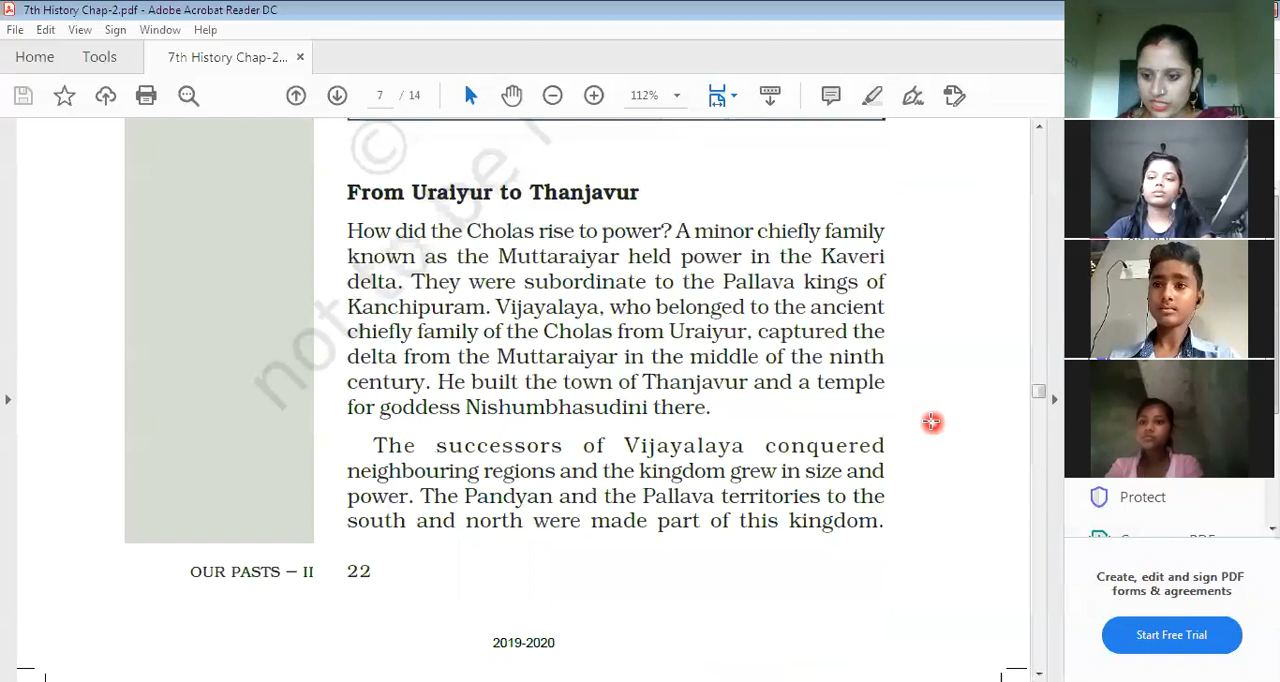 7th History Chap-2.pdf - Adobe Acrobat Reader DC
File Edit View Sign Window Help
Home Tools 7th History Chap-2... ×
7 / 14 112%
not to be
©
From Uraiyur to Thanjavur
How did the Cholas rise to power? A minor chiefly family
known as the Muttaraiyar held power in the Kaveri
delta. They were subordinate to the Pallava kings of
Kanchipuram. Vijayalaya, who belonged to the ancient
chiefly family of the Cholas from Uraiyur, captured the
delta from the Muttaraiyar in the middle of the ninth
century. He built the town of Thanjavur and a temple
for goddess Nishumbhasudini there.
The successors of Vijayalaya conquered
neighbouring regions and the kingdom grew in size and
power. The Pandyan and the Pallava territories to the
south and north were made part of this kingdom.
OUR PASTS – II 22
2019-2020
Protect
Create, edit and sign PDF
forms & agreements
Start Free Trial